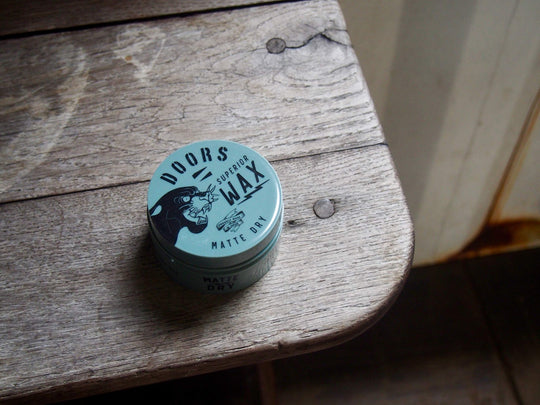 DOORS
SUPERIOR
WAX
MATTE DRY
MATTE
DRY